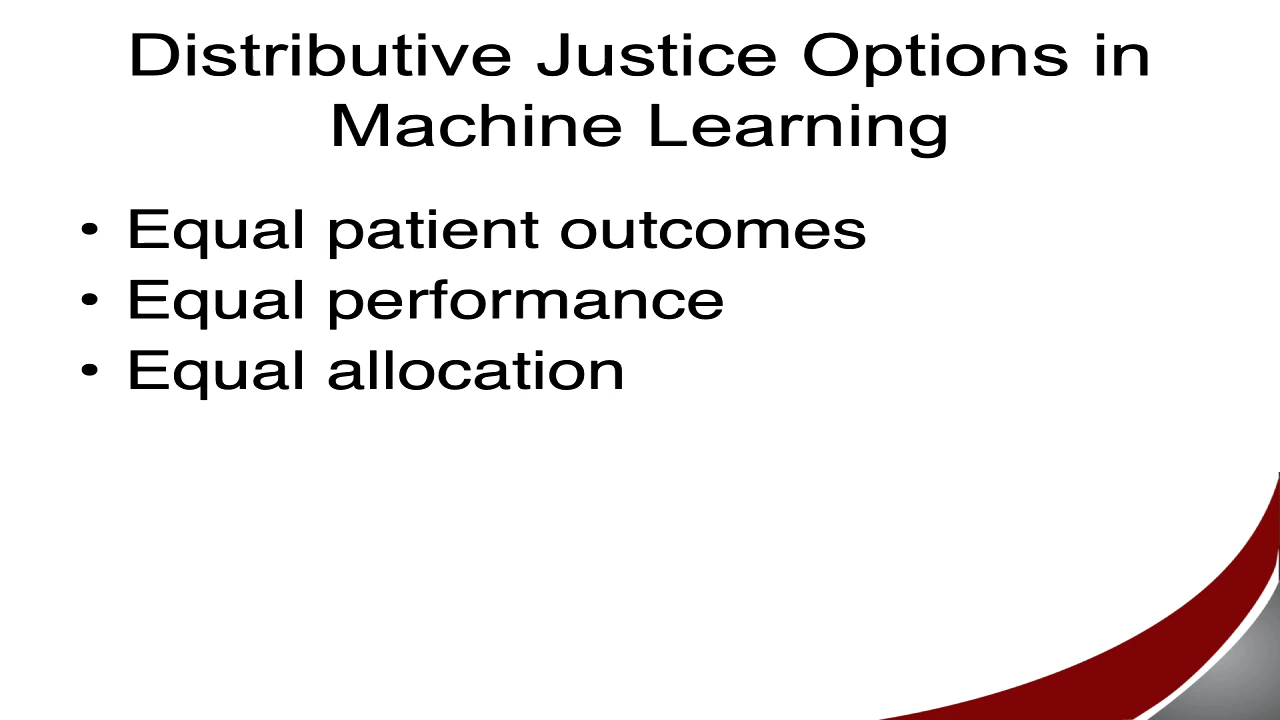 Distributive Justice Options in
Machine Learning
• Equal patient outcomes
• Equal performance
• Equal allocation